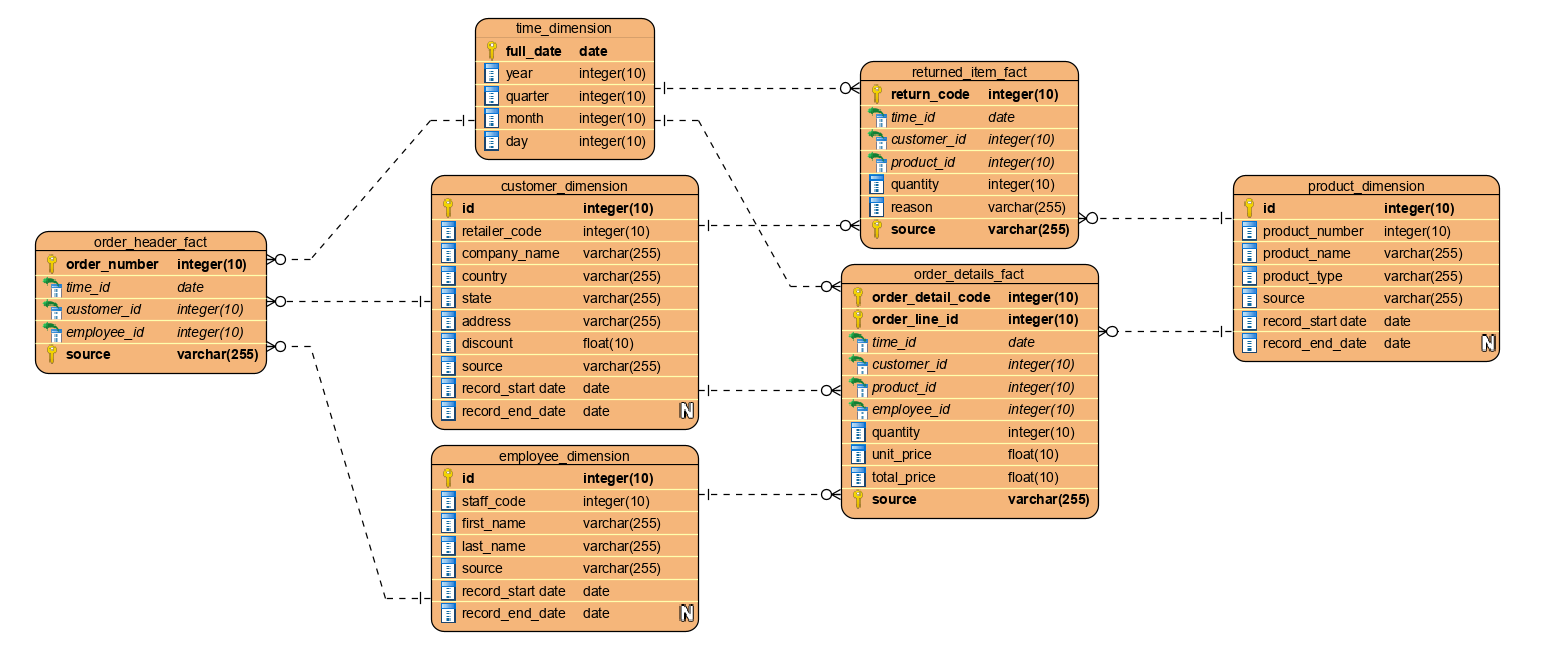 time_dimension
full_date date
year integer(10)
quarter integer(10)
month integer(10)
day integer(10)
returned_item_fact
return_code integer(10)
time_id date
customer_id integer(10)
product_id integer(10)
quantity integer(10)
reason varchar(255)
source varchar(255)
customer_dimension
id integer(10)
retailer_code integer(10)
company_name varchar(255)
country varchar(255)
state varchar(255)
address varchar(255)
discount float(10)
source varchar(255)
record_start date date
record_end_date date N
product_dimension
id integer(10)
product_number integer(10)
product_name varchar(255)
product_type varchar(255)
source varchar(255)
record_start date date
record_end_date date N
order_header_fact
order_number integer(10)
time_id date
customer_id integer(10)
employee_id integer(10)
source varchar(255)
order_details_fact
order_detail_code integer(10)
order_line_id integer(10)
time_id date
customer_id integer(10)
product_id integer(10)
employee_id integer(10)
quantity integer(10)
unit_price float(10)
total_price float(10)
source varchar(255)
employee_dimension
id integer(10)
staff_code integer(10)
first_name varchar(255)
last_name varchar(255)
source varchar(255)
record_start date date
record_end_date date N